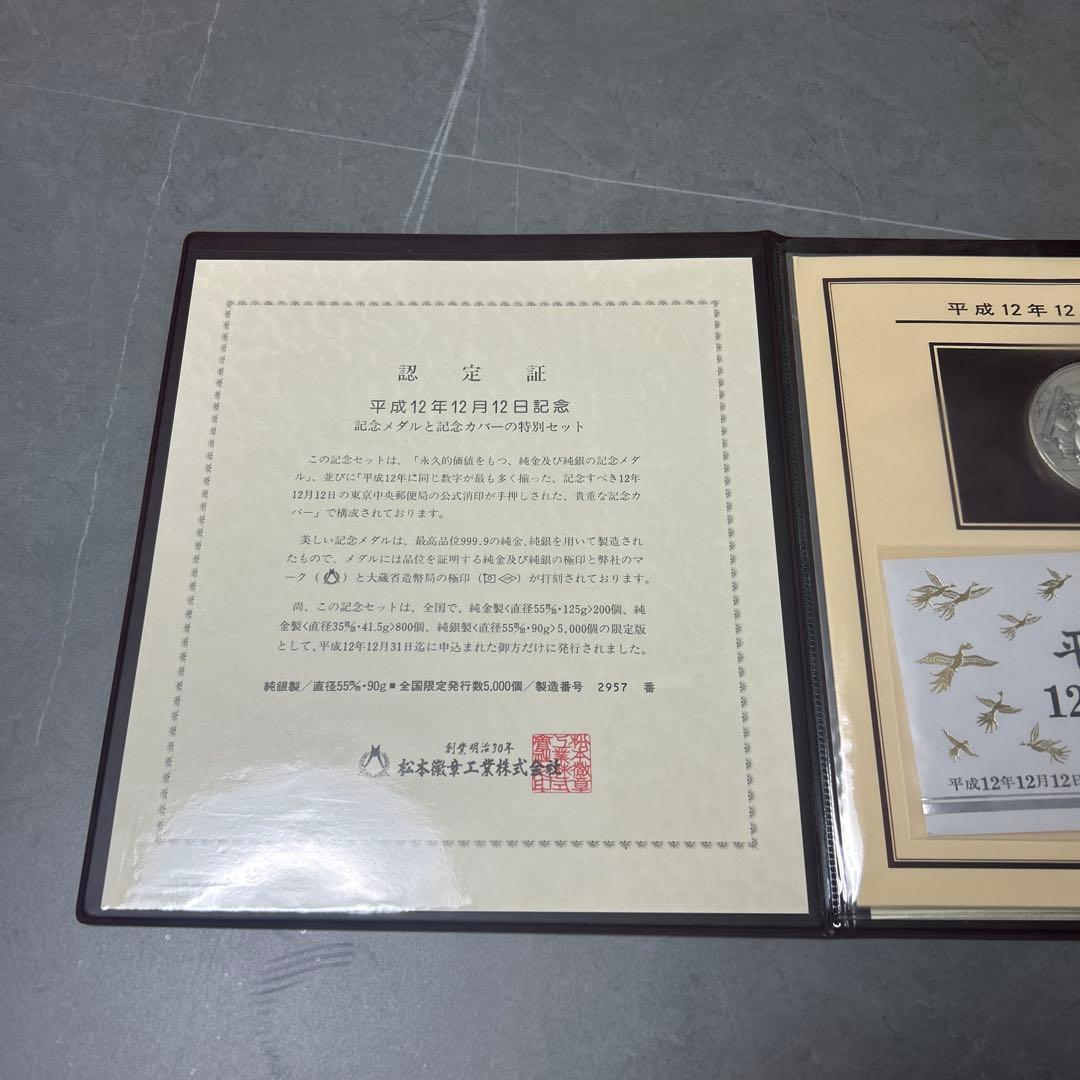 認定証
平成12年12月12日記念
記念メダルと記念カバーの特別セット
この記念セットは、「永久的価値をもつ、純金及び純銀の記念メダ
ル」、並びに「平成12年に同じ数字が最も多く揃った、記念すべき12年
12月12日の東京中央郵便局の公式消印が手押しされた、貴重な記念カ
バー」で構成されております。
美しい記念メダルは、最高品位999.9の純金、純銀を用いて製造され
たもので、メダルには品位を証明する純金及び純銀の極印と弊社のマ
ーク（ ）と大蔵省造幣局の極印（ ）が打刻されております。
尚、この記念セットは、全国で、純金製〈直径55㎜・125g〉200個、純
金製〈直径35㎜・41.5g〉800個、純銀製〈直径55㎜・90g〉5,000個の限定版
として、平成12年12月31日迄に申込まれた御方だけに発行されました。
純銀製／直径55㎜・90g■全国限定発行数5,000個／製造番号 2957 番
創業明治30年
松本徽章工業株式会社
平成12年12
平
12
平成12年12月12日